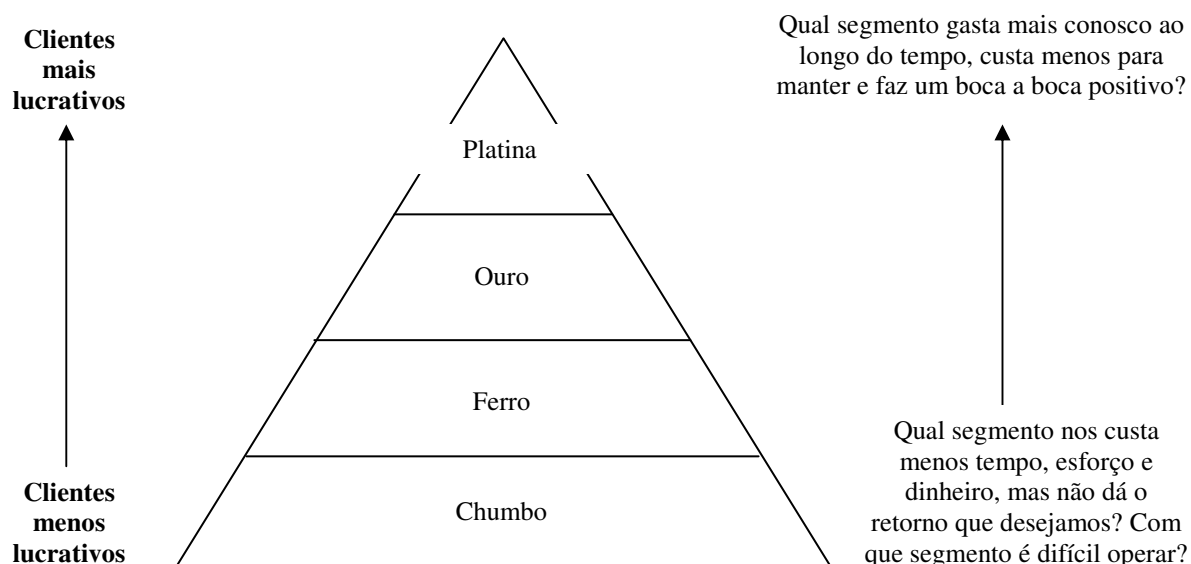 Clientes
mais
lucrativos
Qual segmento gasta mais conosco ao
longo do tempo, custa menos para
manter e faz um boca a boca positivo?
Platina
Ouro
Ferro
Chumbo
Clientes
menos
lucrativos
Qual segmento nos custa
menos tempo, esforço e
dinheiro, mas não dá o
retorno que desejamos? Com
que segmento é difícil operar?